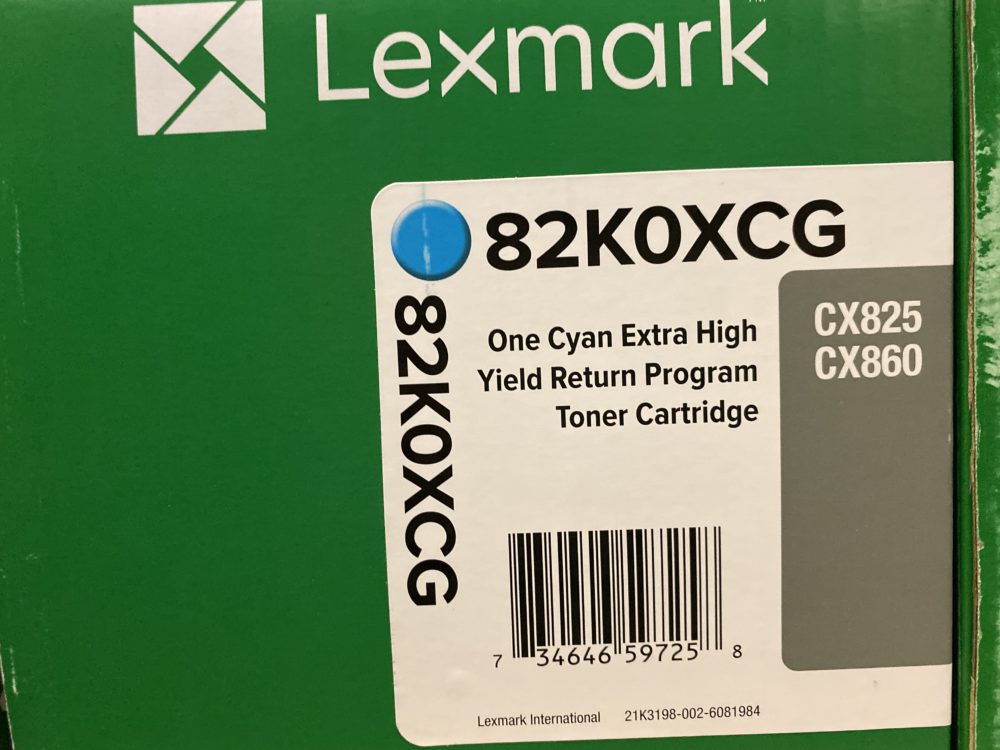 Lexmark™
82K0XCG
82K0XCG
One Cyan Extra High
Yield Return Program
Toner Cartridge
CX825
CX860
7 34646 59725 8
Lexmark International 21K3198-002-6081984